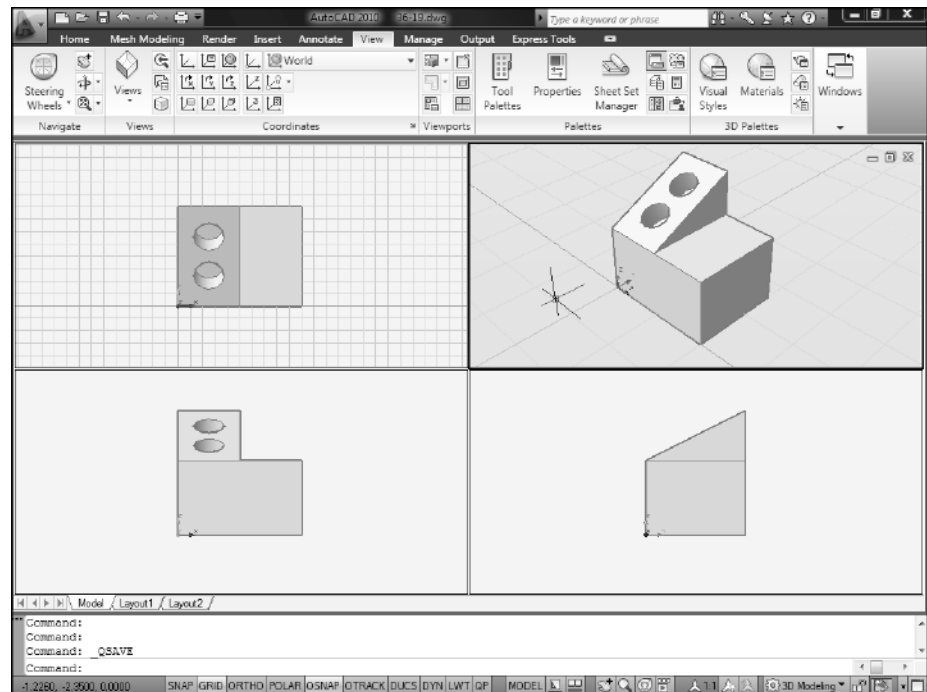 AutoCAD 2010 36-19.dwg Type a keyword or phrase
Home Mesh Modeling Render Insert Annotate View Manage Output Express Tools
World
Steering Wheels
Views
Tool Palettes
Properties
Sheet Set Manager
Visual Styles
Materials
Windows
Navigate Views Coordinates Viewports Palettes 3D Palettes
Model Layout1 Layout2
Command:
Command:
Command: _QSAVE
Command:
-1.2260, -2.3500, 0.0000 SNAP GRID ORTHO POLAR OSNAP OTRACK DUCS DYN LWT QP MODEL 1:1 3D Modeling